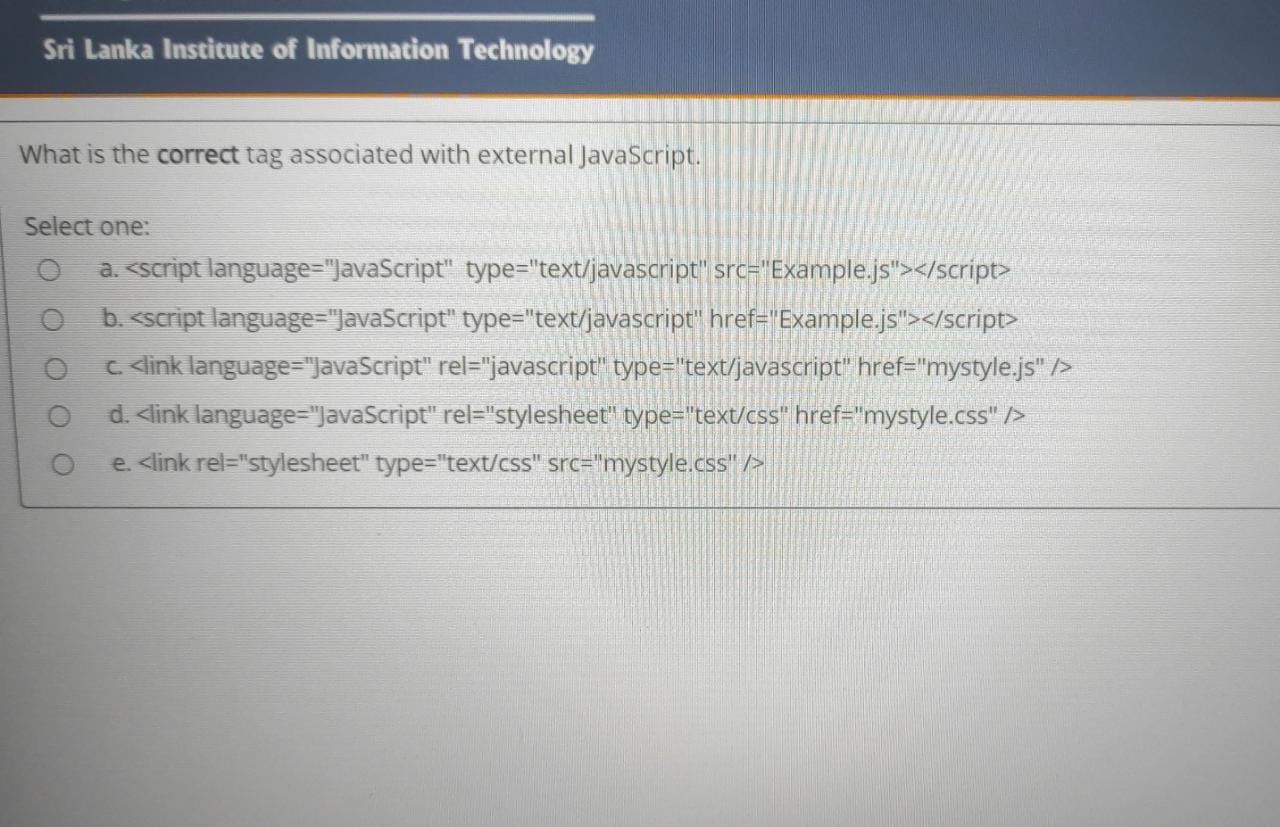 Sri Lanka Institute of Information Technology
What is the correct tag associated with external JavaScript.
Select one:
a. <script language="JavaScript"  type="text/javascript" src="Example.js"></script>
b. <script language="JavaScript" type="text/javascript" href="Example.js"></script>
c. <link language="JavaScript" rel="javascript" type="text/javascript" href="mystyle.js" />
d. <link language="JavaScript" rel="stylesheet" type="text/css" href="mystyle.css" />
e. <link rel="stylesheet" type="text/css" src="mystyle.css" />